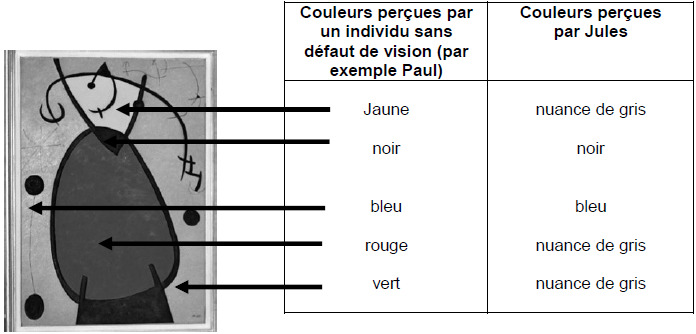 Couleurs perçues par
un individu sans
défaut de vision (par
exemple Paul)
Couleurs perçues
par Jules
Jaune nuance de gris
noir noir
bleu bleu
rouge nuance de gris
vert nuance de gris